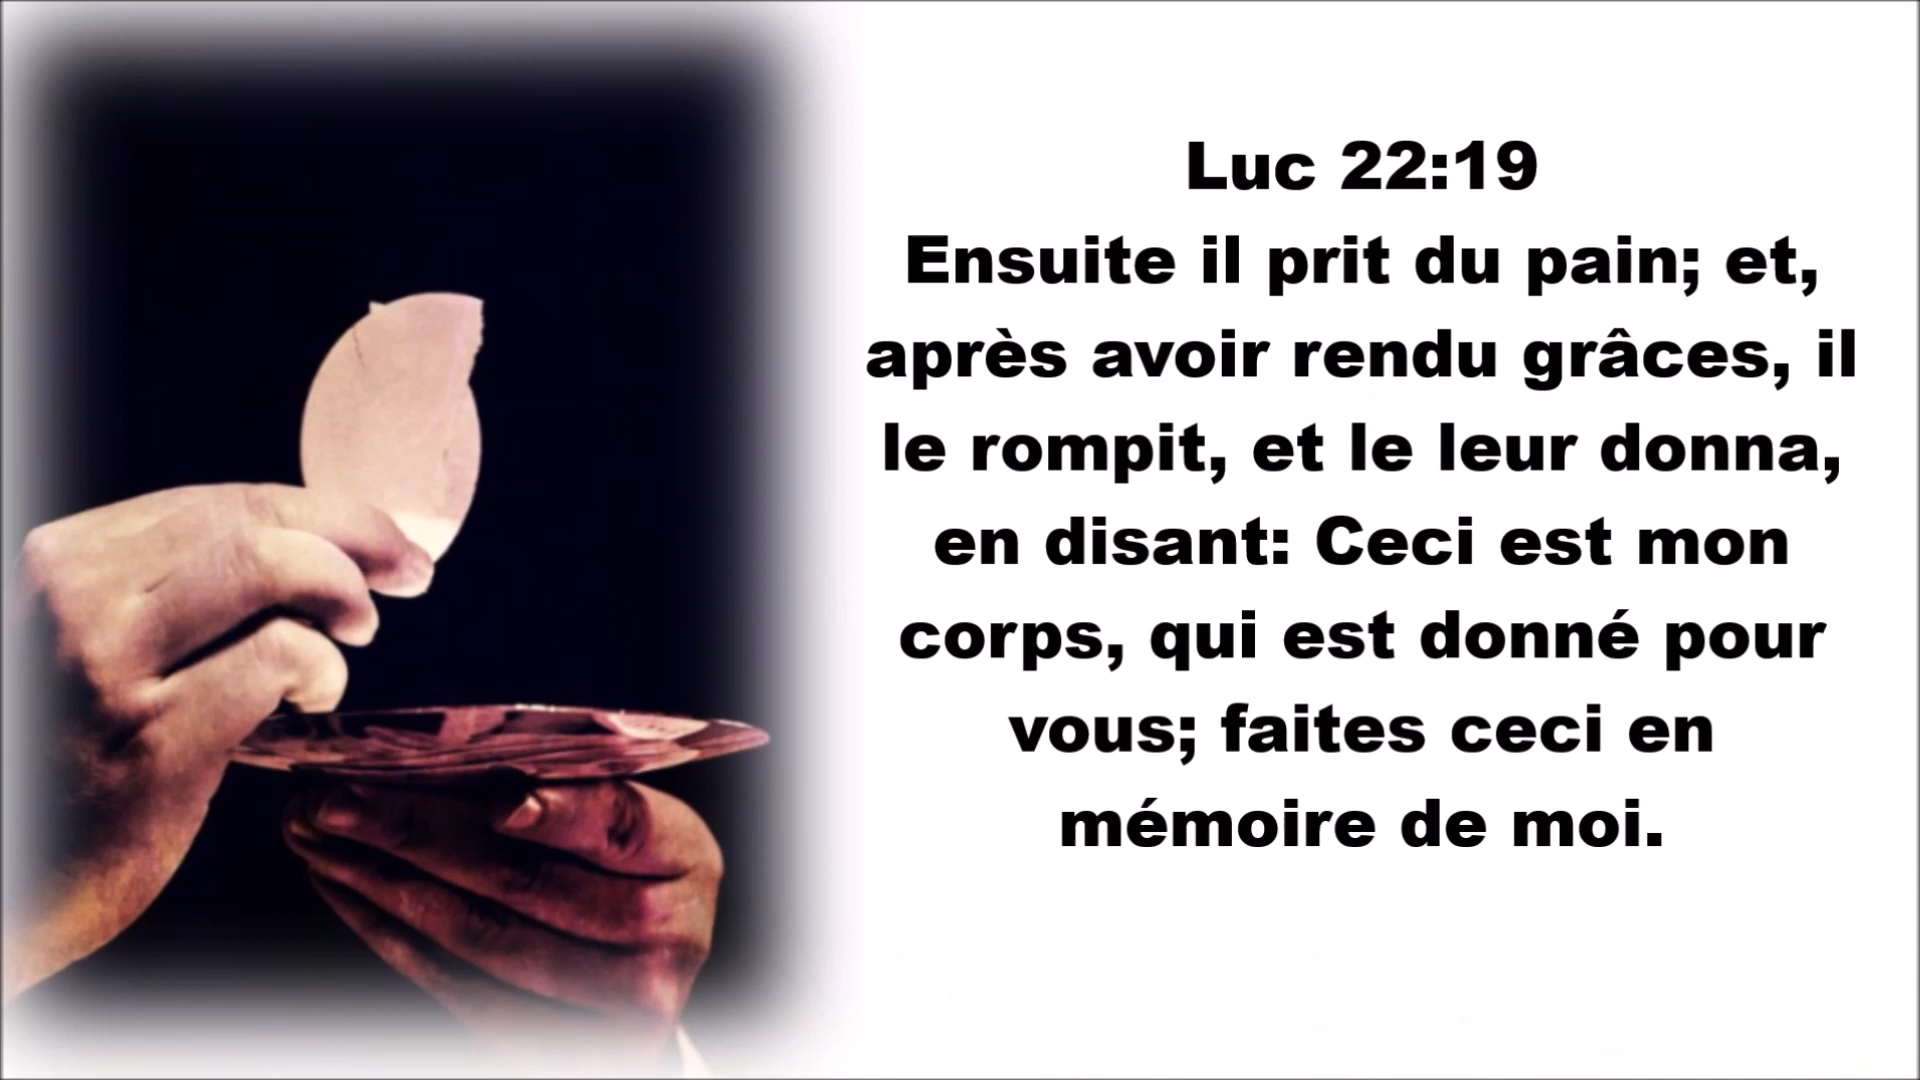 Luc 22:19
Ensuite il prit du pain; et,
après avoir rendu grâces, il
le rompit, et le leur donna,
en disant: Ceci est mon
corps, qui est donné pour
vous; faites ceci en
mémoire de moi.